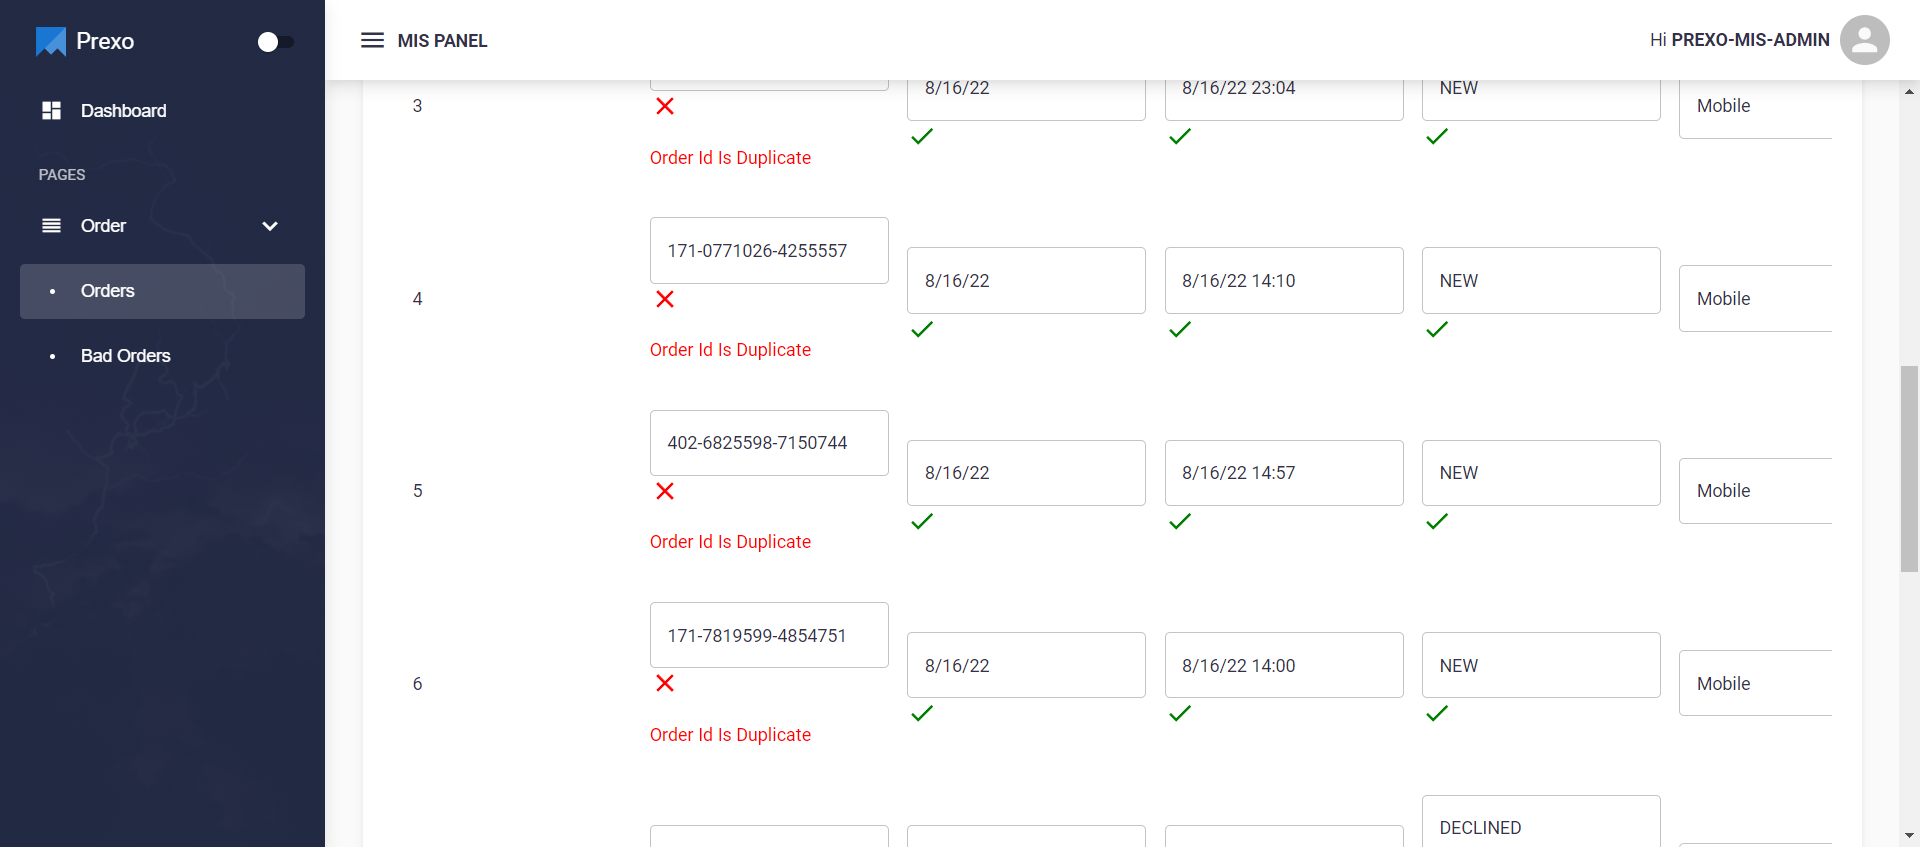 Prexo
Dashboard
PAGES
Order
Orders
Bad Orders
MIS PANEL
Hi PREXO-MIS-ADMIN
3
8/16/22
8/16/22 23:04
NEW
Mobile
Order Id Is Duplicate
4
171-0771026-4255557
8/16/22
8/16/22 14:10
NEW
Mobile
Order Id Is Duplicate
5
402-6825598-7150744
8/16/22
8/16/22 14:57
NEW
Mobile
Order Id Is Duplicate
6
171-7819599-4854751
8/16/22
8/16/22 14:00
NEW
Mobile
Order Id Is Duplicate
DECLINED